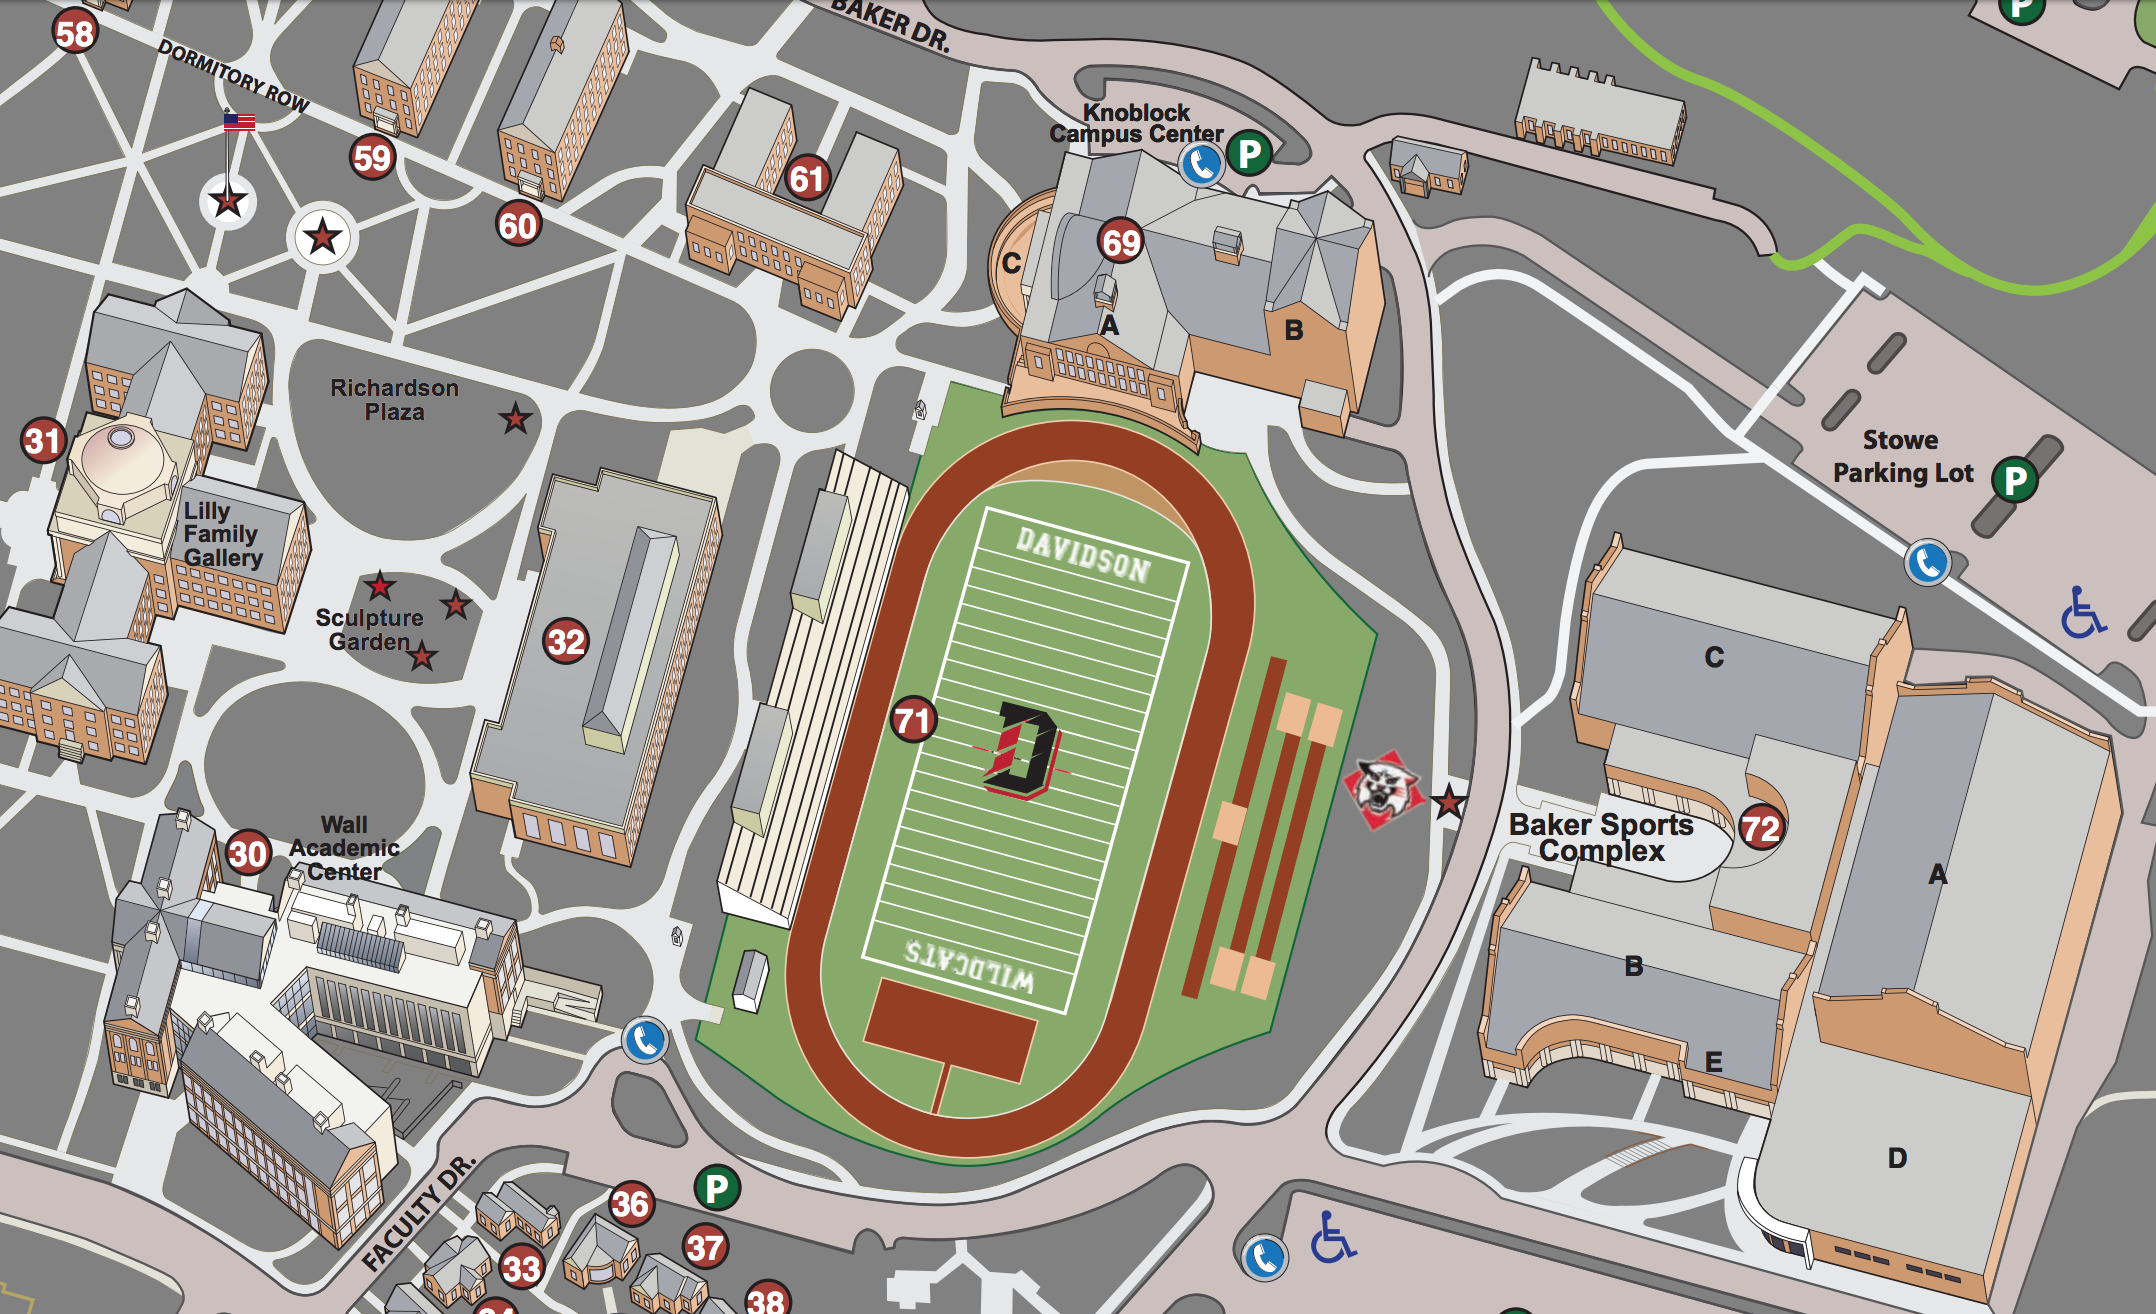 58
DORMITORY ROW
59
60
61
BAKER DR.
P
Knoblock
Campus Center
P
69
C
A
B
Richardson
Plaza
31
Lilly
Family
Gallery
Sculpture
Garden
32
Stowe
Parking Lot
P
DAVIDSON
71
D
WILDCATS
C
Baker Sports
Complex
72
A
B
E
D
30
Wall
Academic
Center
FACULTY DR.
36
P
37
33
38